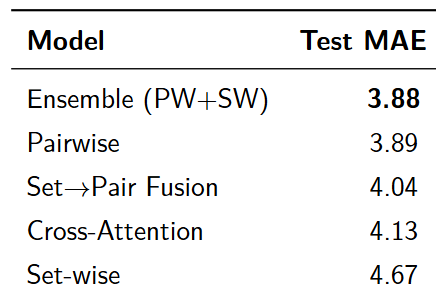 Model Test MAE
Ensemble (PW+SW) 3.88
Pairwise 3.89
Set→Pair Fusion 4.04
Cross-Attention 4.13
Set-wise 4.67